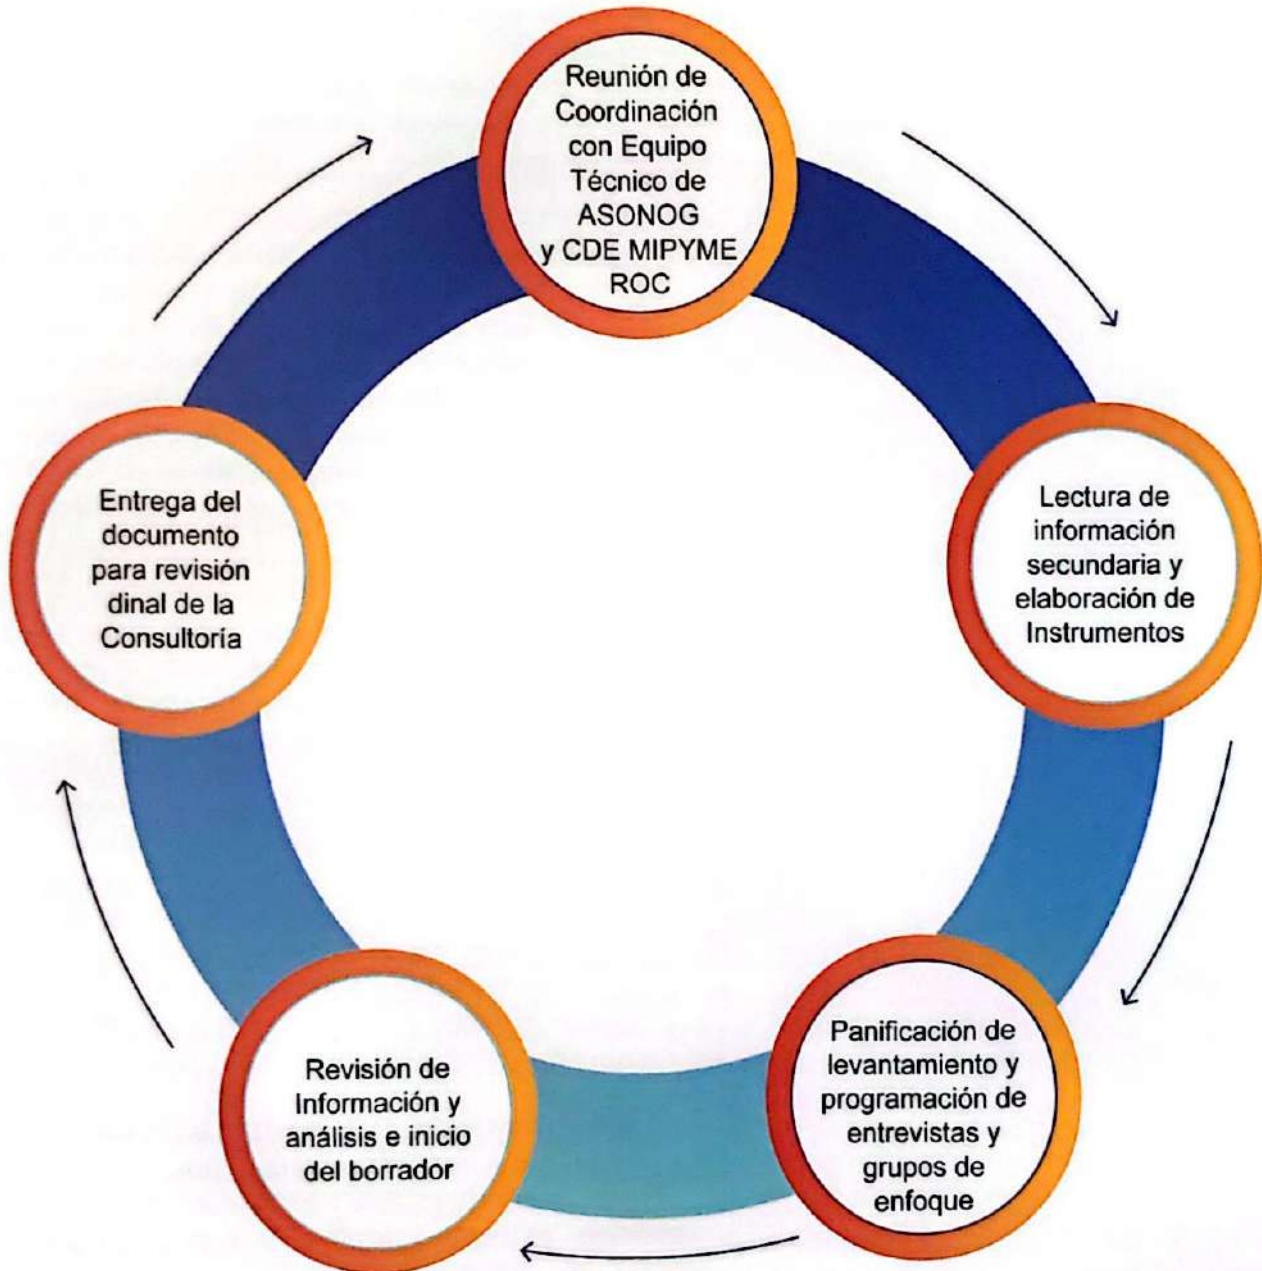 Reunión de
Coordinación
con Equipo
Técnico de
ASONOG
y CDE MIPYME
ROC
Lectura de
información
secundaria y
elaboración de
Instrumentos
Panificación de
levantamiento y
programación de
entrevistas y
grupos de
enfoque
Revisión de
Información y
análisis e inicio
del borrador
Entrega del
documento
para revisión
dinal de la
Consultoría